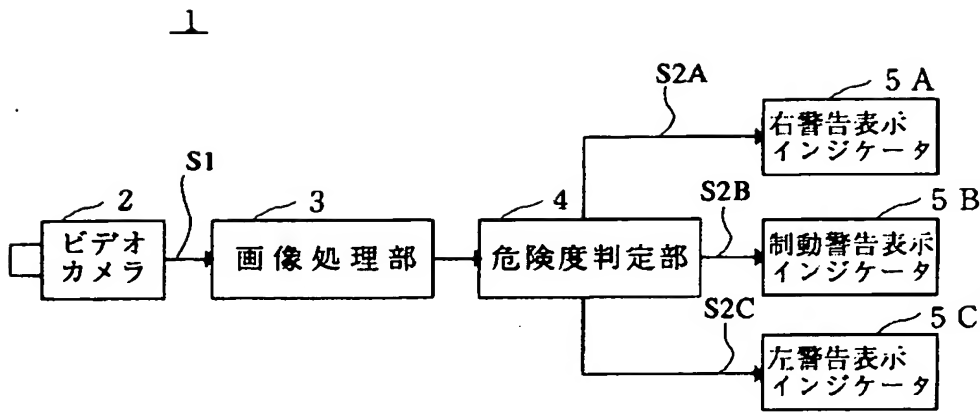 1
S2A
5 A
右警告表示
インジケータ
S1
2
ビデオ
カメラ
3
画像処理部
4
危険度判定部
S2B
5 B
制動警告表示
インジケータ
S2C
5 C
左警告表示
インジケータ